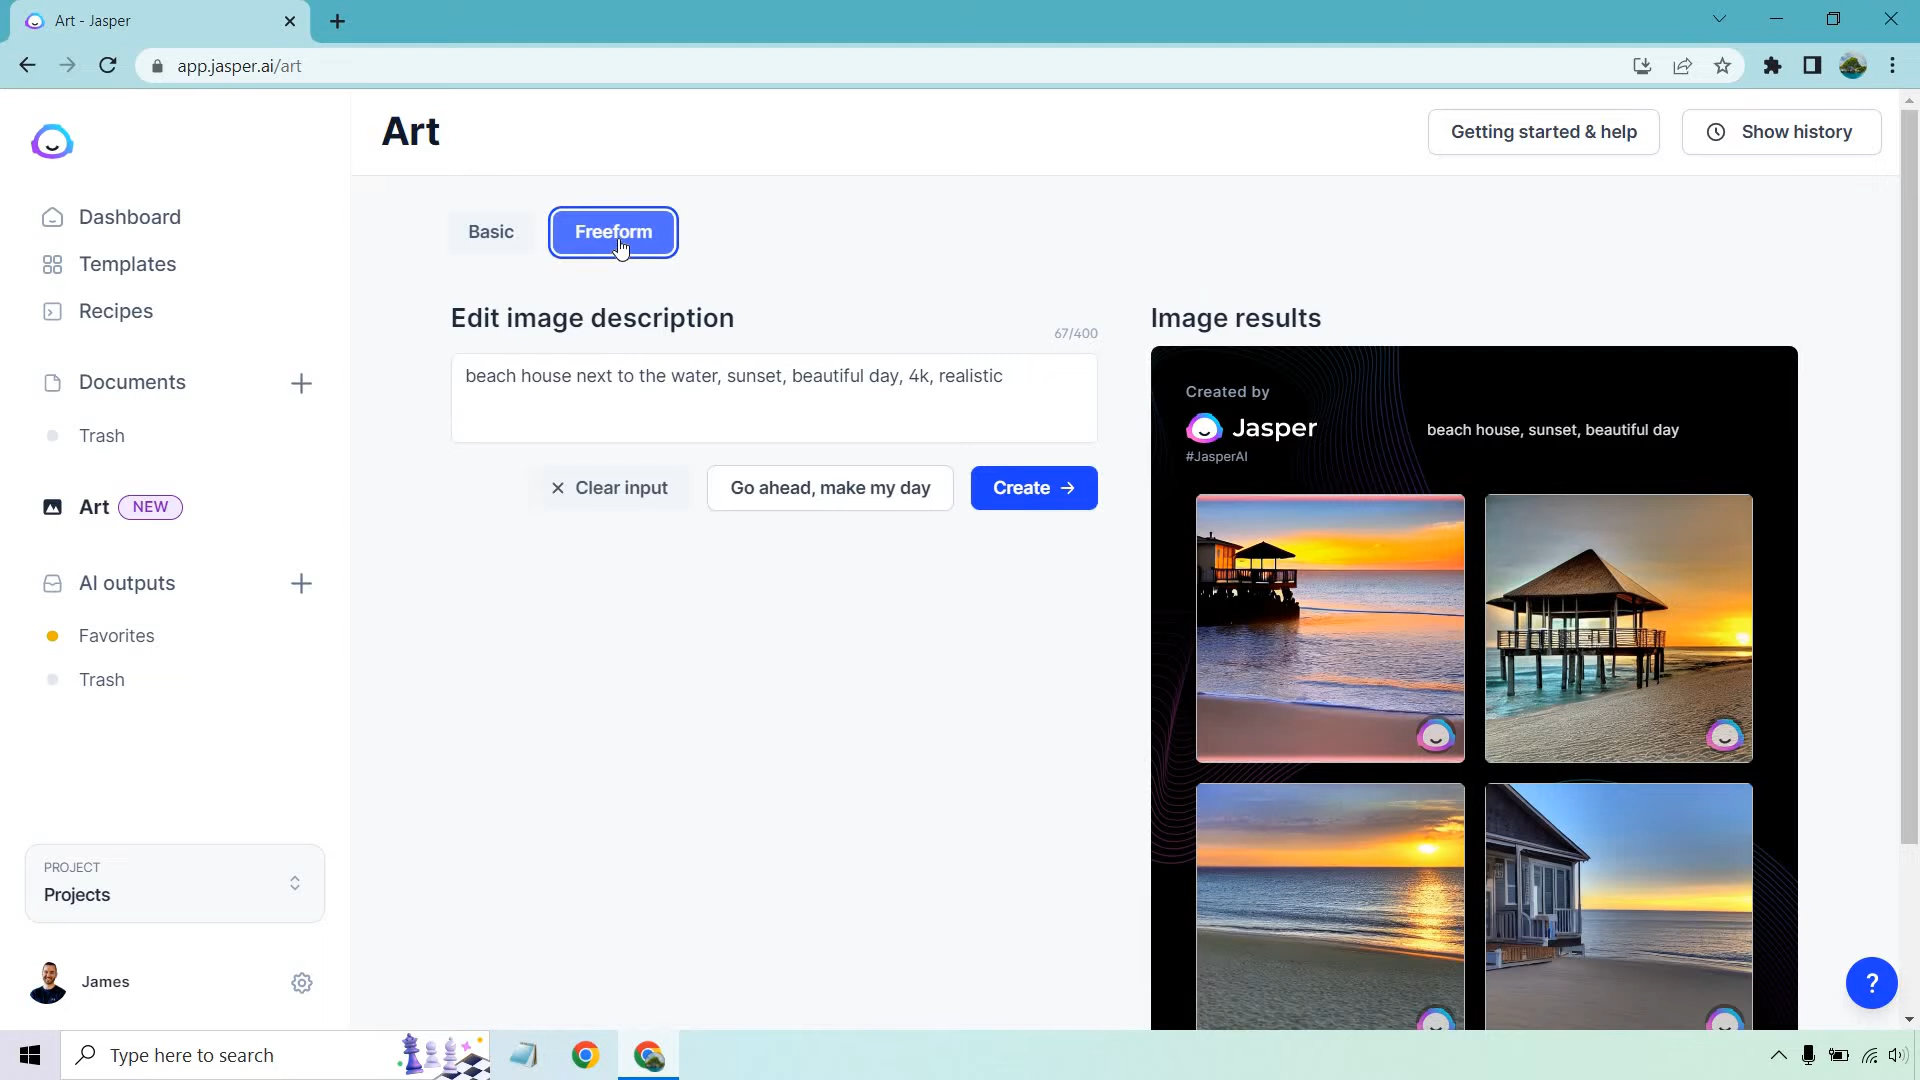 Art - Jasper
app.jasper.ai/art
Art
Getting started & help
Show history
Dashboard
Templates
Recipes
Documents
Trash
Art NEW
AI outputs
Favorites
Trash
PROJECT
Projects
James
Basic
Freeform
Edit image description
67/400
beach house next to the water, sunset, beautiful day, 4k, realistic
Clear input
Go ahead, make my day
Create
Image results
Created by
Jasper
#JasperAI
beach house, sunset, beautiful day
?
Type here to search